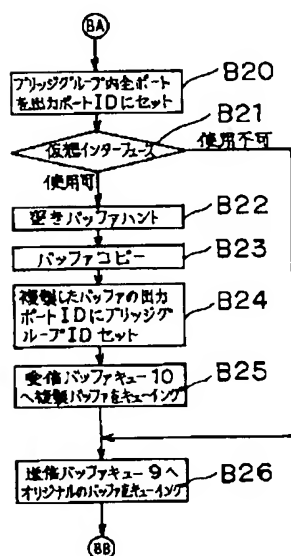 BA
ブリッジグループ内全ポート
を出力ポートIDにセット
B20
B21
仮想インターフェース
使用不可
使用可
空きバッファハント
B22
バッファコピー
B23
複製したバッファの出力
ポートIDにブリッジグ
ループIDセット
B24
受信バッファキュー10
へ複製バッファをキューイング
B25
送信バッファキュー9へ
オリジナルのバッファをキューイング
B26
BB